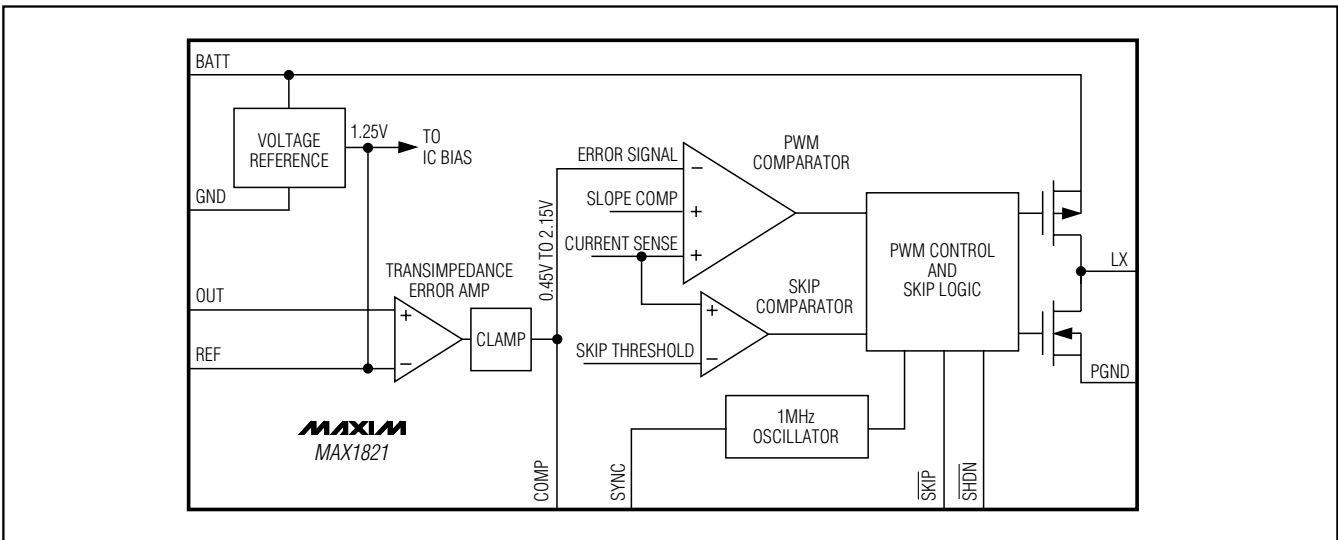 BATT
VOLTAGE
REFERENCE
1.25V
TO
IC BIAS
GND
ERROR SIGNAL
−
PWM
COMPARATOR
SLOPE COMP
+
CURRENT SENSE
+
0.45V TO 2.15V
PWM CONTROL
AND
SKIP LOGIC
LX
TRANSIMPEDANCE
ERROR AMP
OUT
+
CLAMP
REF
−
SKIP
COMPARATOR
+
SKIP THRESHOLD
−
PGND
1MHz
OSCILLATOR
MAXIM
MAX1821
COMP
SYNC
SKIP
SHDN